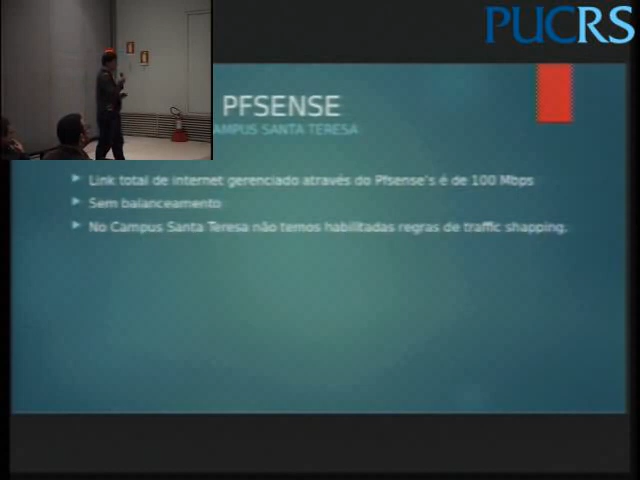 PUCRS
PFSENSE
AMPUS SANTA TERESA
Link total de internet gerenciado através do Pfsense's é de 100 Mbps
Sem balanceamento
No Campus Santa Teresa não temos habilitadas regras de traffic shapping.